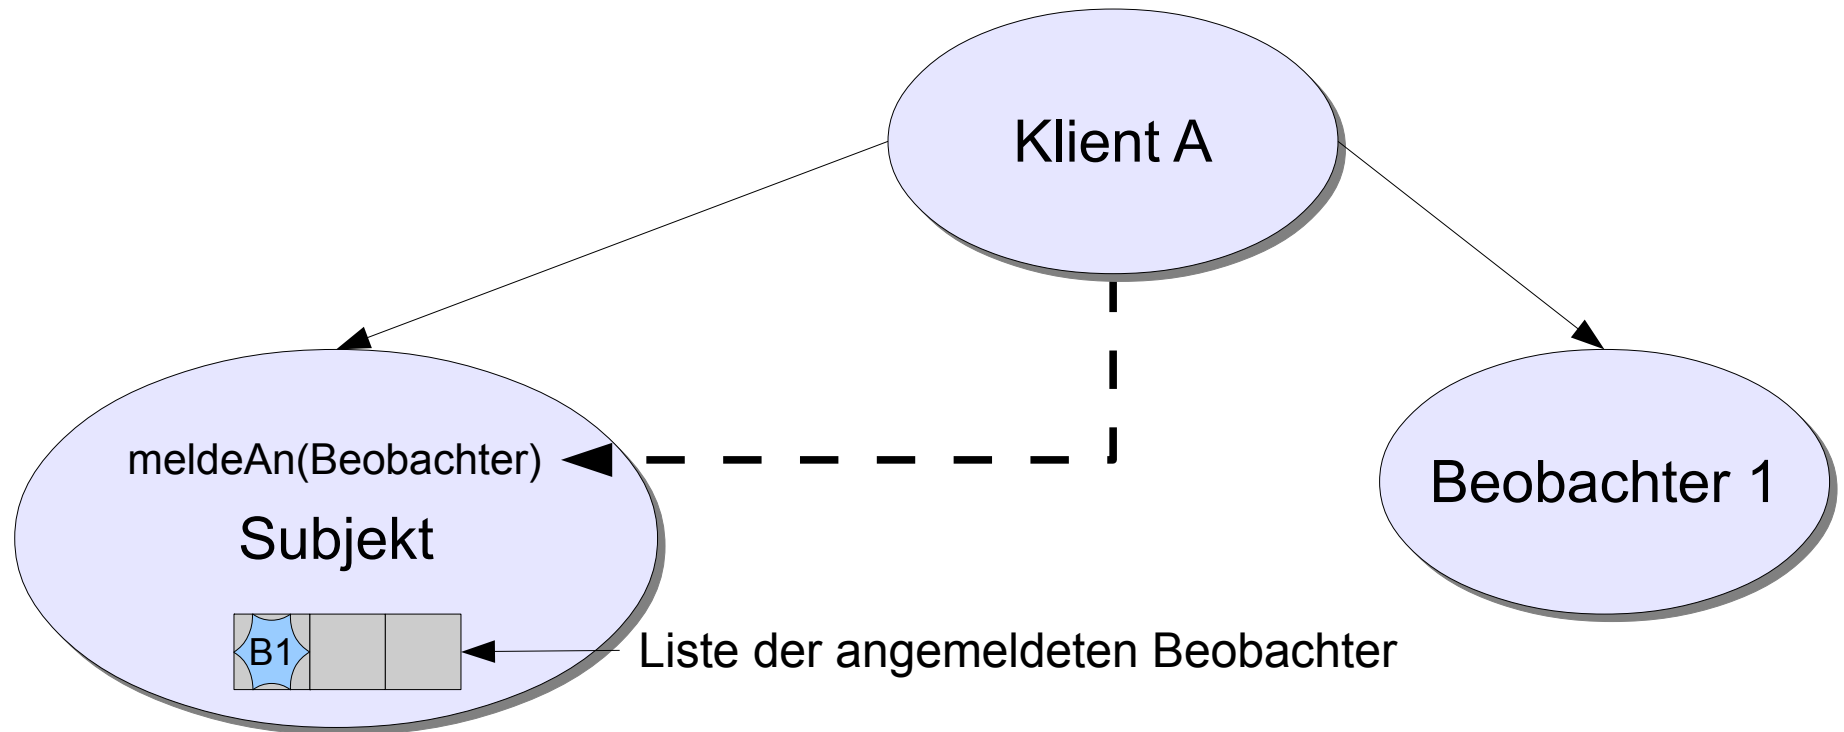 Klient A
meldeAn(Beobachter)
Subjekt
Beobachter 1
B1
Liste der angemeldeten Beobachter